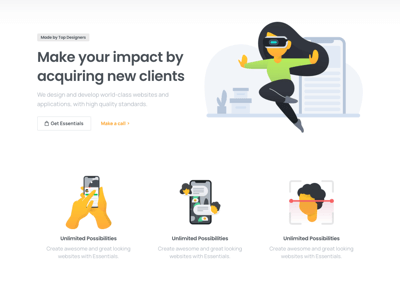 Made by Top Designers
Make your impact by
acquiring new clients
We design and develop world-class websites and
applications, with high quality standards.
Get Essentials
Make a call
Unlimited Possibilities
Unlimited Possibilities
Unlimited Possibilities
Create awesome and great looking
websites with Essentials
Create awesome and great looking
websites with Essentials
Create awesome and great looking
websites with Essentials